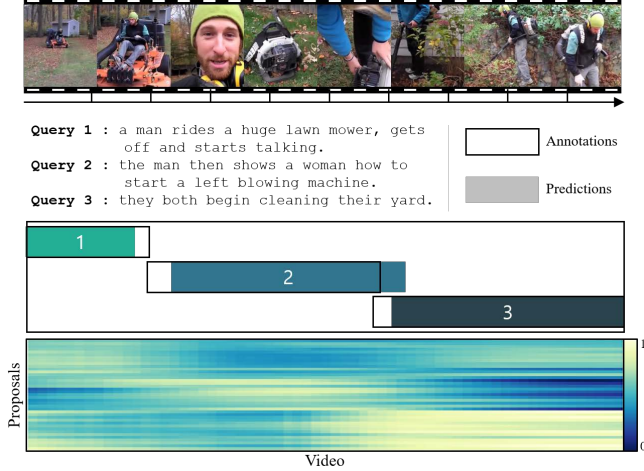 Query 1 : a man rides a huge lawn mower, gets
off and starts talking.
Query 2 : the man then shows a woman how to
start a left blowing machine.
Query 3 : they both begin cleaning their yard.
Annotations
Predictions
1
2
3
1
Proposals
0
Video